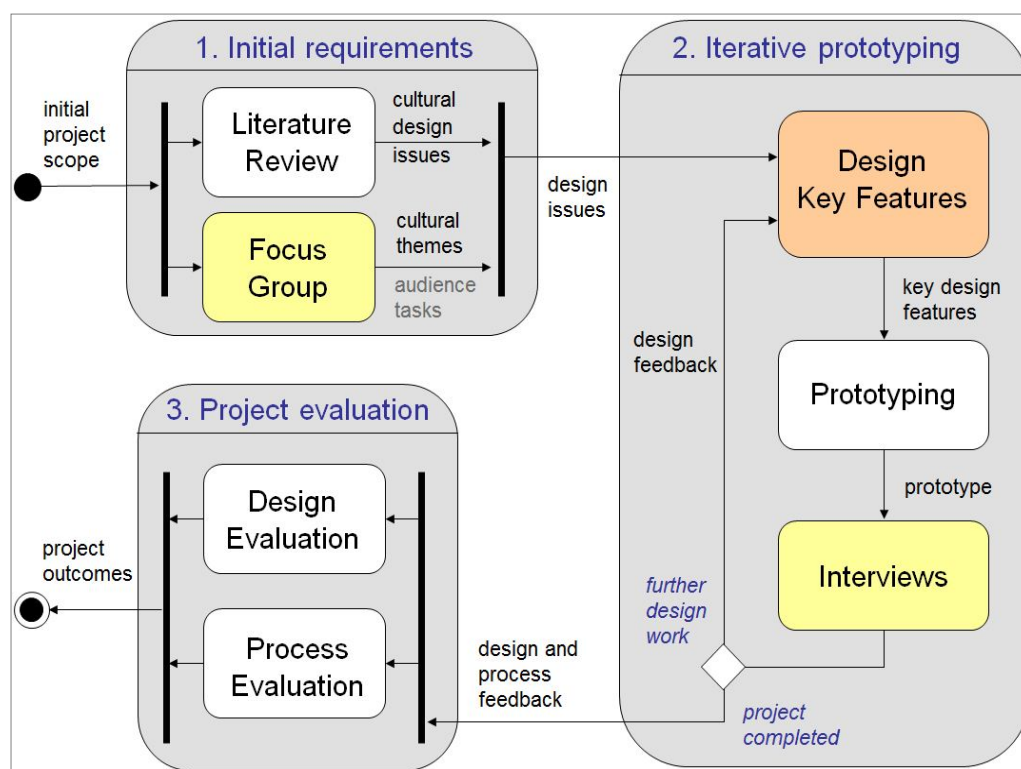 1. Initial requirements
initial
project
scope
Literature
Review
cultural
design
issues
Focus
Group
cultural
themes
audience
tasks
design
issues
2. Iterative prototyping
Design
Key Features
key design
features
design
feedback
Prototyping
prototype
Interviews
further
design
work
project
completed
design and
process
feedback
3. Project evaluation
Design
Evaluation
Process
Evaluation
project
outcomes